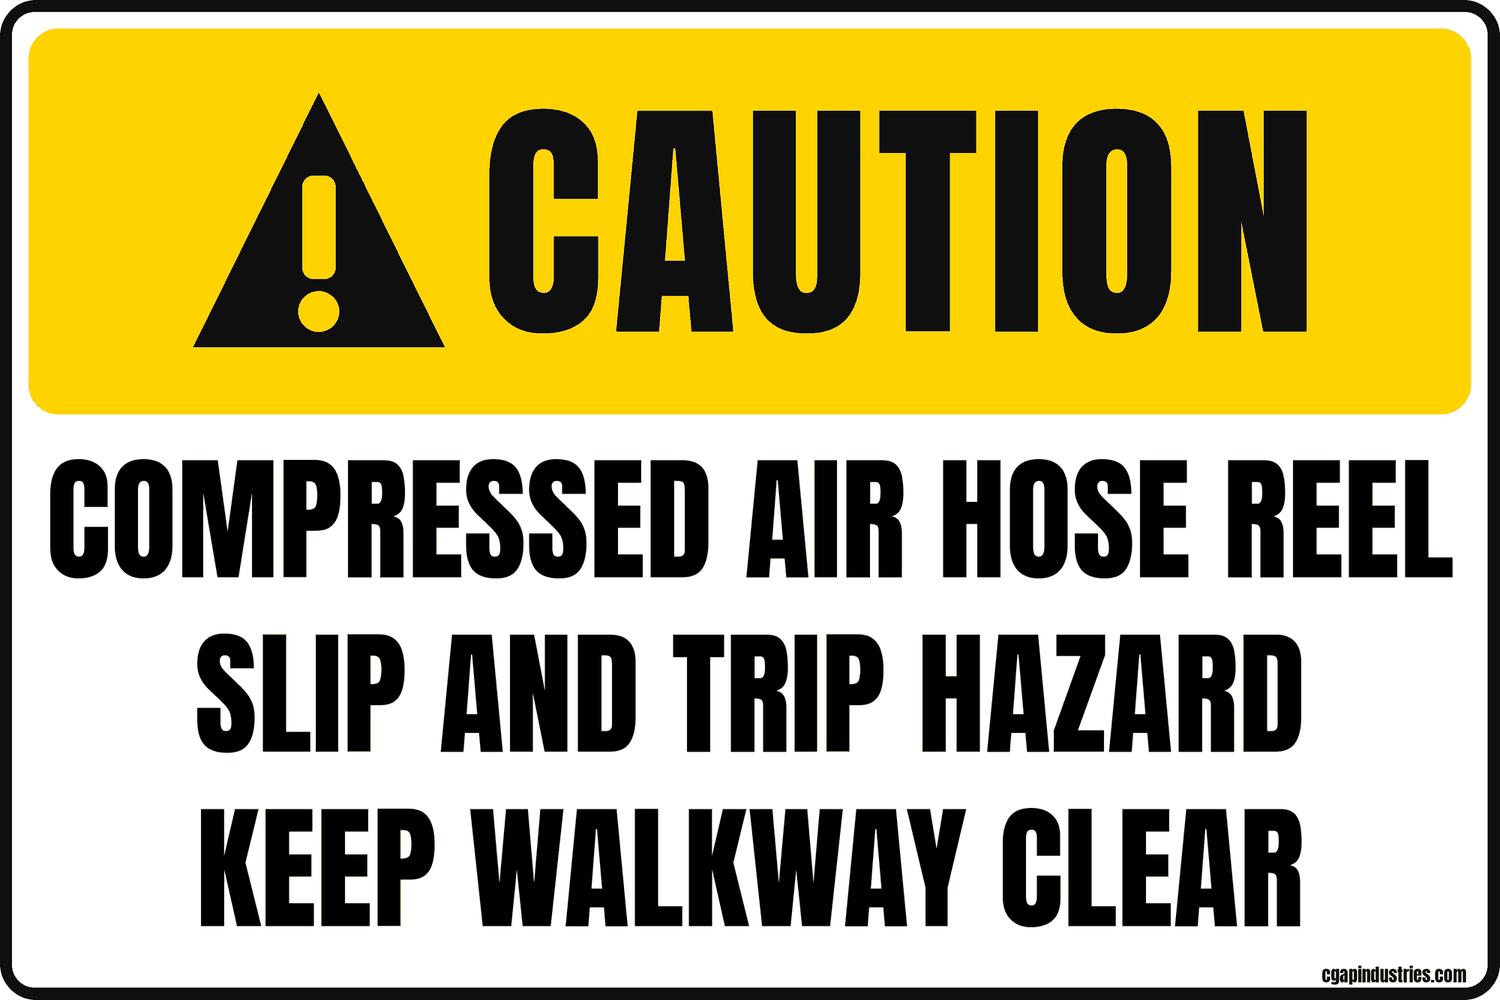 CAUTION
COMPRESSED AIR HOSE REEL
SLIP AND TRIP HAZARD
KEEP WALKWAY CLEAR
cgapindustries.com